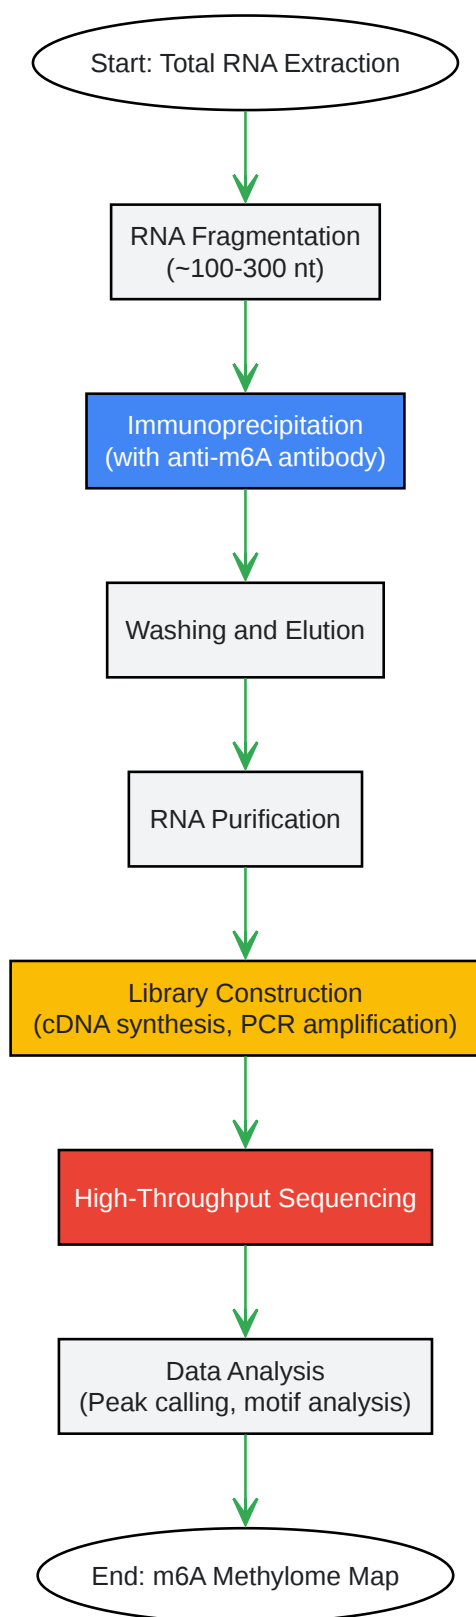 Start: Total RNA Extraction
RNA Fragmentation
(~100-300 nt)
Immunoprecipitation
(with anti-m6A antibody)
Washing and Elution
RNA Purification
Library Construction
(cDNA synthesis, PCR amplification)
High-Throughput Sequencing
Data Analysis
(Peak calling, motif analysis)
End: m6A Methylome Map